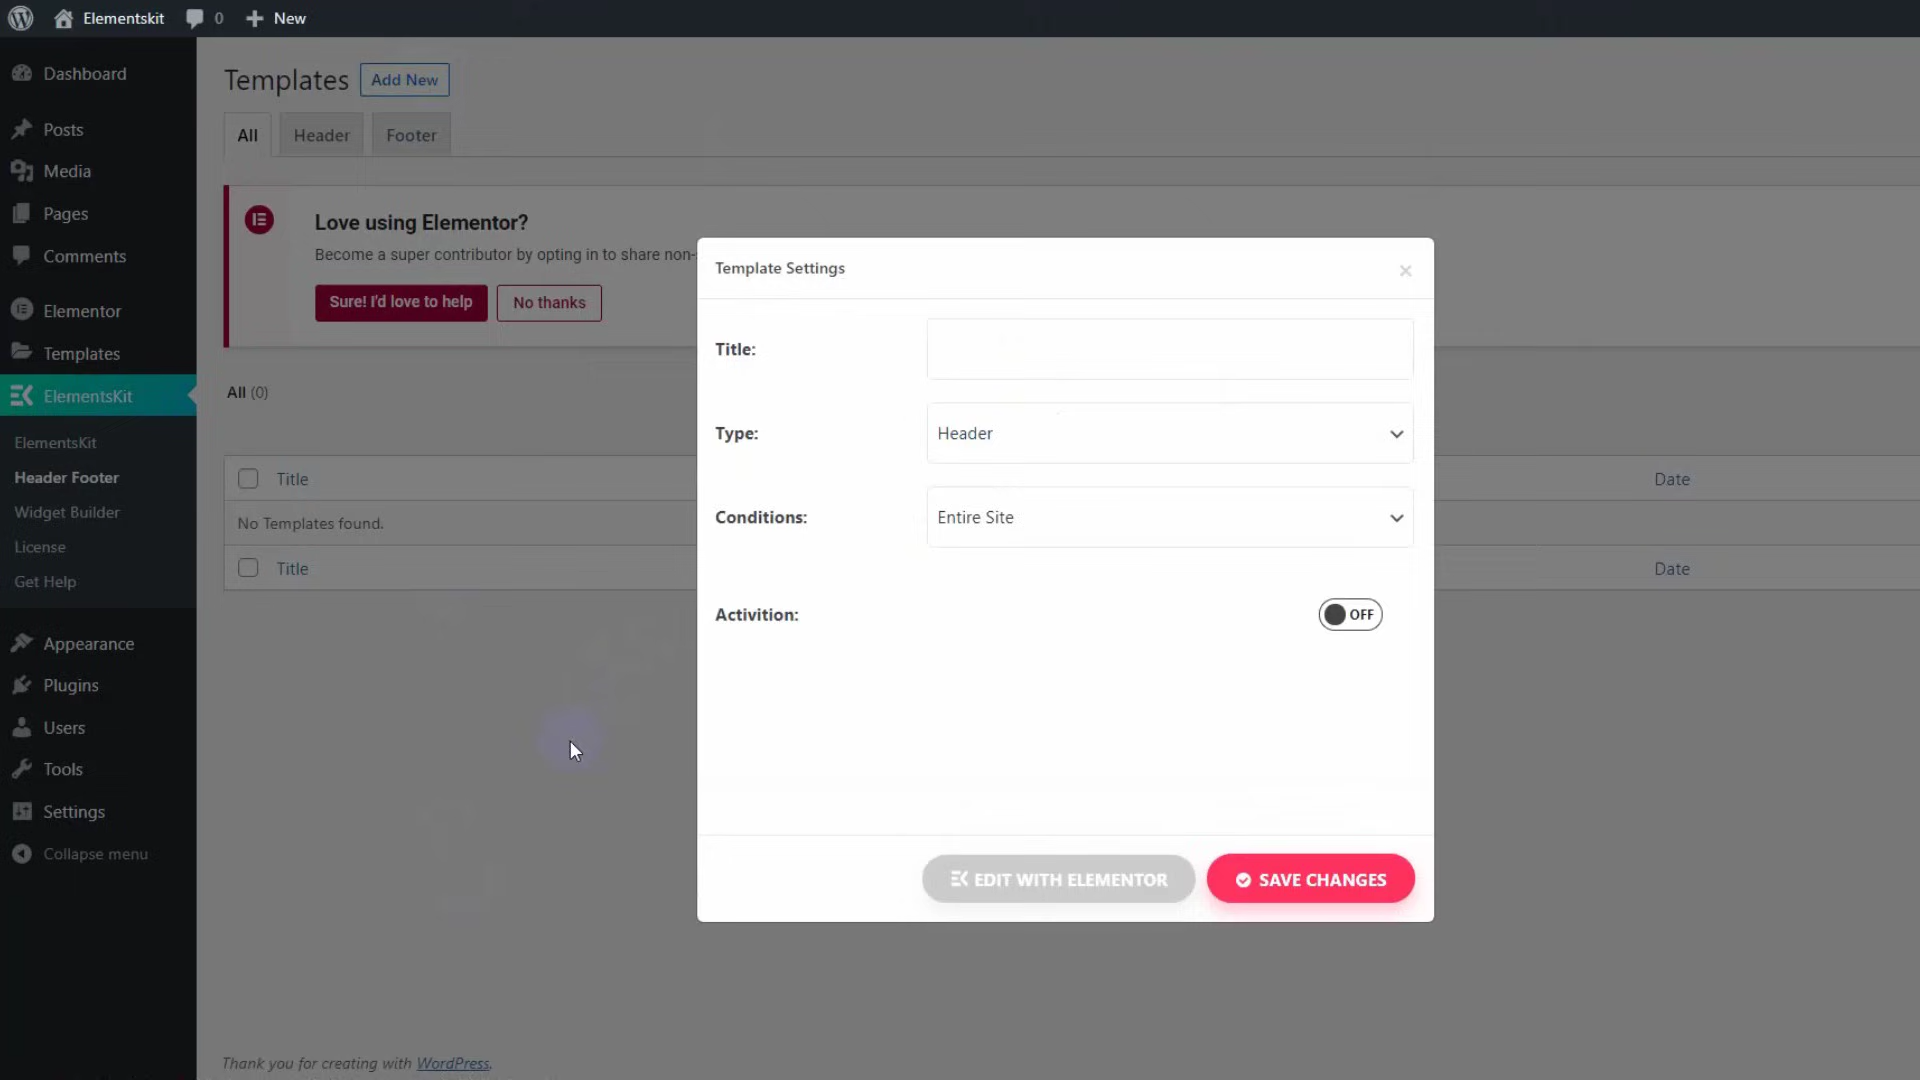 Elementskit 0 New
Dashboard
Posts
Media
Pages
Comments
Elementor
Templates
ElementsKit
ElementsKit
Header Footer
Widget Builder
License
Get Help
Appearance
Plugins
Users
Tools
Settings
Collapse menu
Templates Add New
All Header Footer
Love using Elementor?
Become a super contributor by opting in to share non-
Sure! I'd love to help No thanks
All (0)
Title Date
No Templates found.
Title Date
Template Settings ×
Title:
Type: Header
Conditions: Entire Site
Activition: OFF
EDIT WITH ELEMENTOR SAVE CHANGES
Thank you for creating with WordPress.